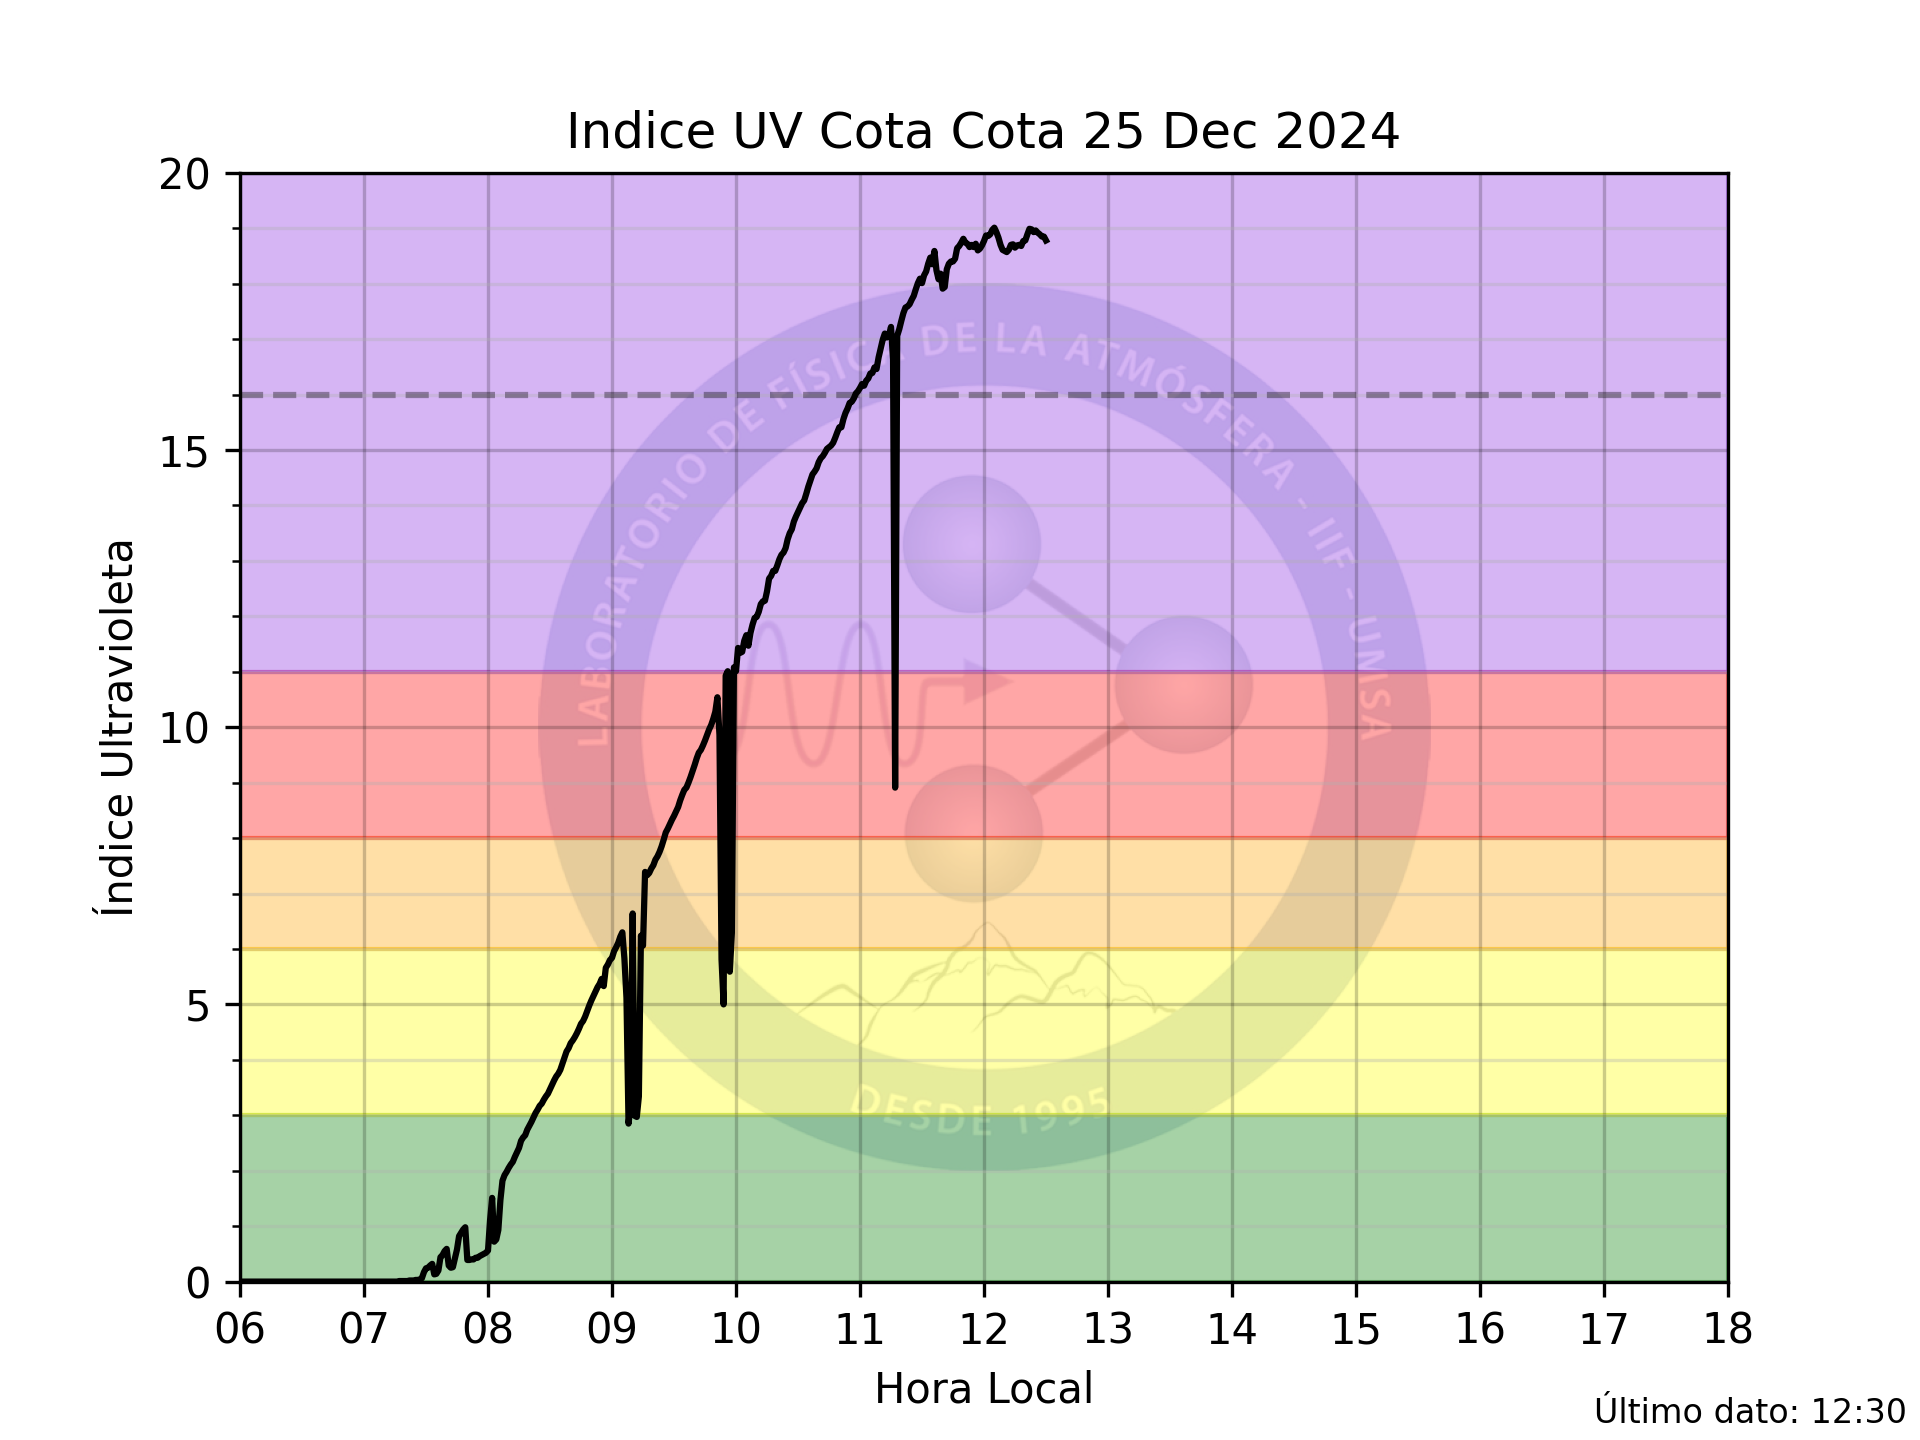 Indice UV Cota Cota 25 Dec 2024
20
15
10
5
0
Índice Ultravioleta
LABORATORIO DE FÍSICA DE LA ATMÓSFERA - IIF - UMSA
DESDE 1995
06 07 08 09 10 11 12 13 14 15 16 17 18
Hora Local
Último dato: 12:30